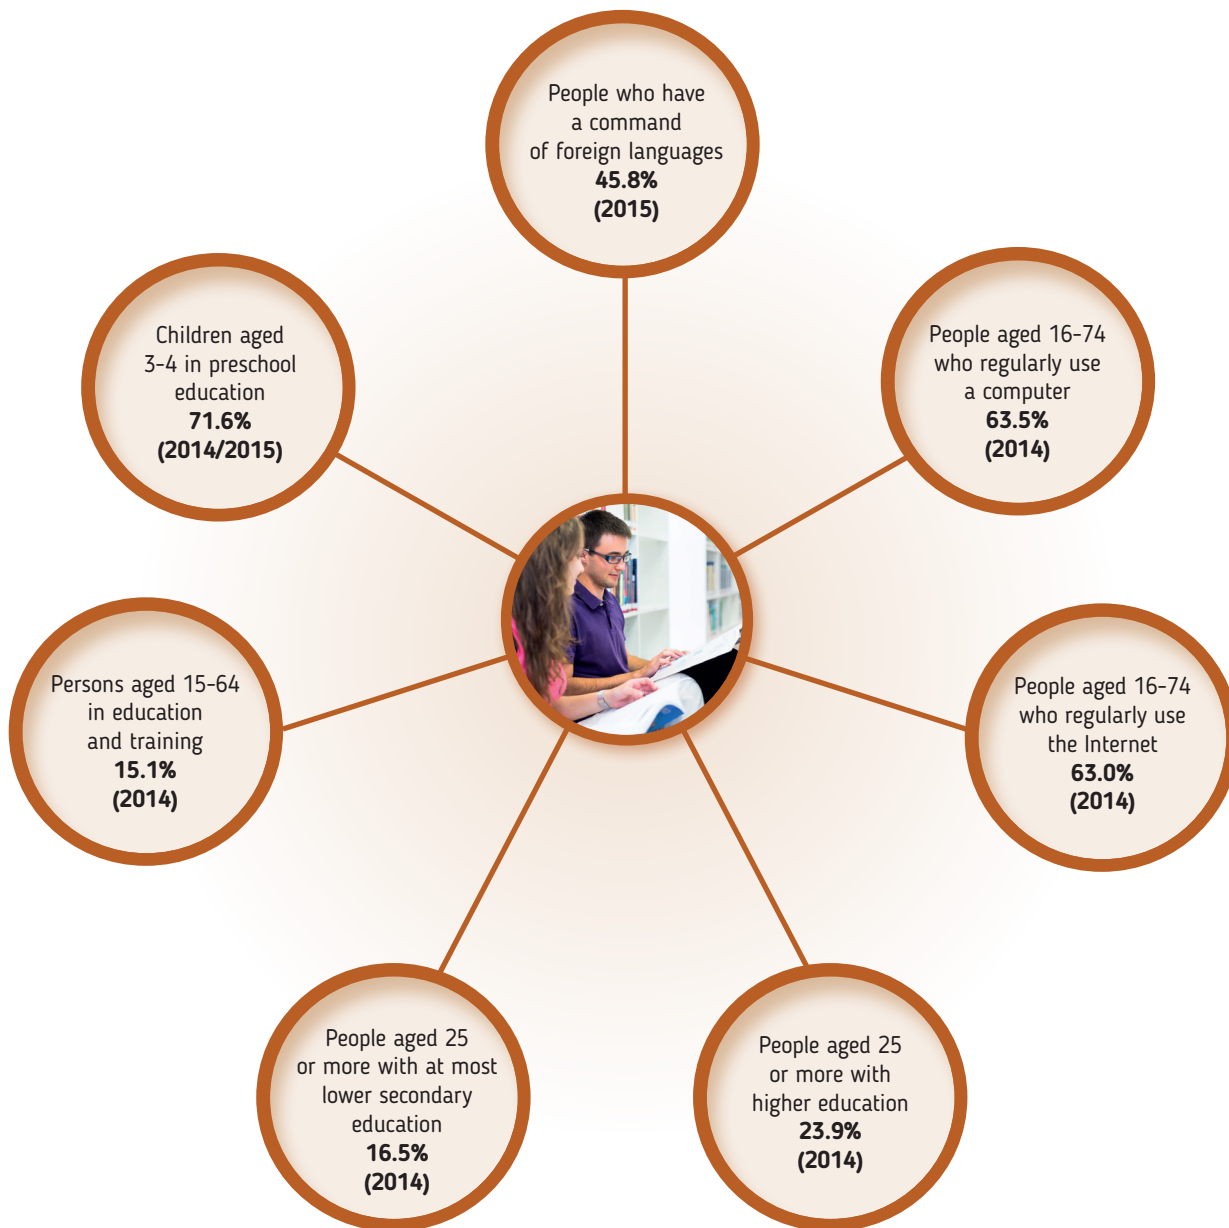 People who have
a command
of foreign languages
45.8%
(2015)
Children aged
3-4 in preschool
education
71.6%
(2014/2015)
People aged 16-74
who regularly use
a computer
63.5%
(2014)
Persons aged 15-64
in education
and training
15.1%
(2014)
People aged 16-74
who regularly use
the Internet
63.0%
(2014)
People aged 25
or more with at most
lower secondary
education
16.5%
(2014)
People aged 25
or more with
higher education
23.9%
(2014)